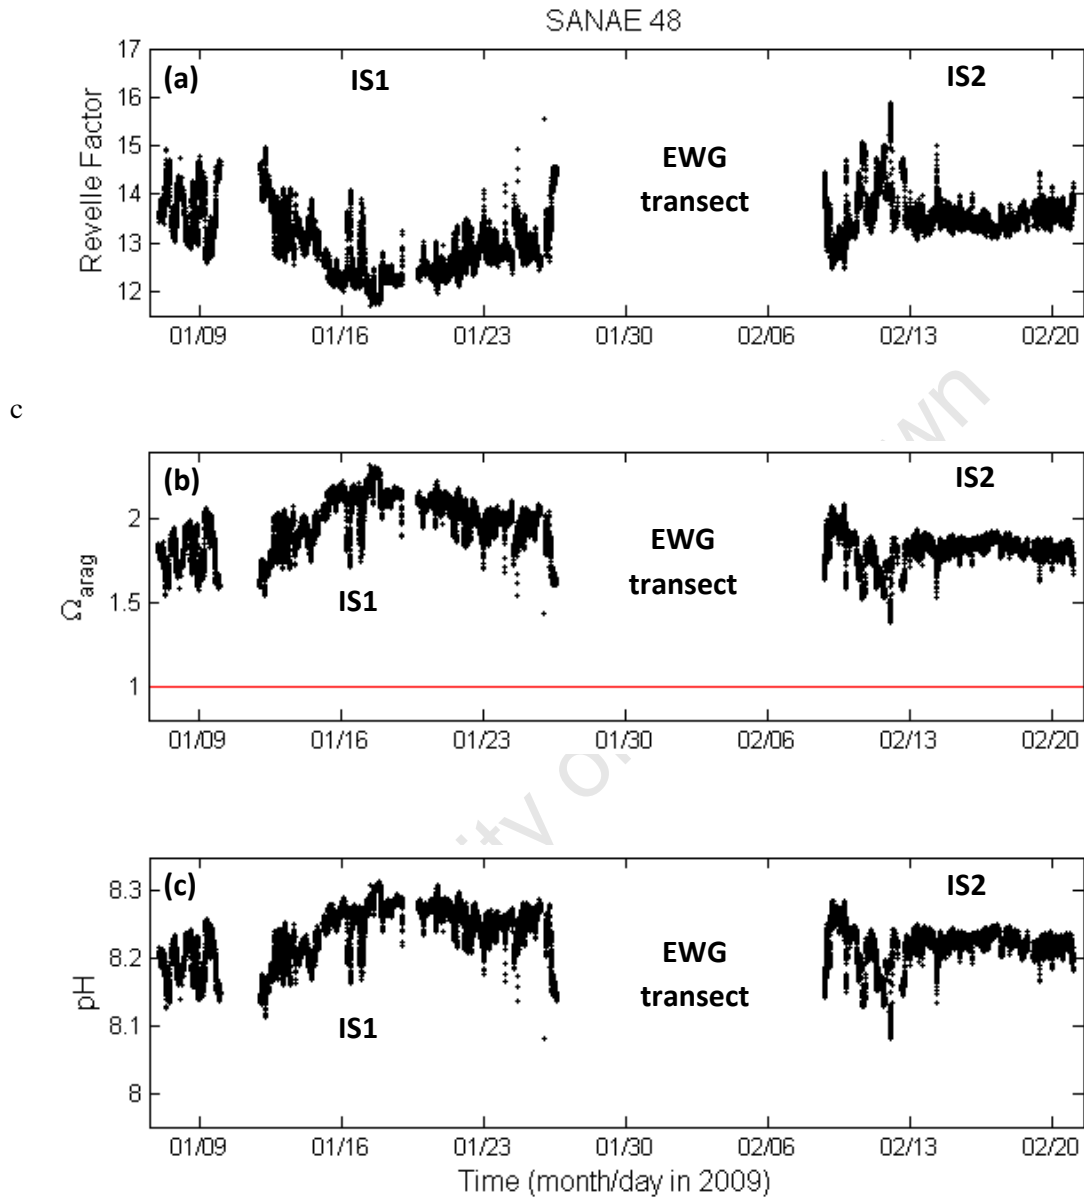 SANAE 48
(a)
IS1
IS2
EWG
transect
Revelle Factor
17
16
15
14
13
12
01/09 01/16 01/23 01/30 02/06 02/13 02/20
c
(b)
IS2
EWG
transect
IS1
Ωarag
2
1.5
1
01/09 01/16 01/23 01/30 02/06 02/13 02/20
(c)
IS2
EWG
transect
IS1
pH
8.3
8.2
8.1
8
01/09 01/16 01/23 01/30 02/06 02/13 02/20
Time (month/day in 2009)